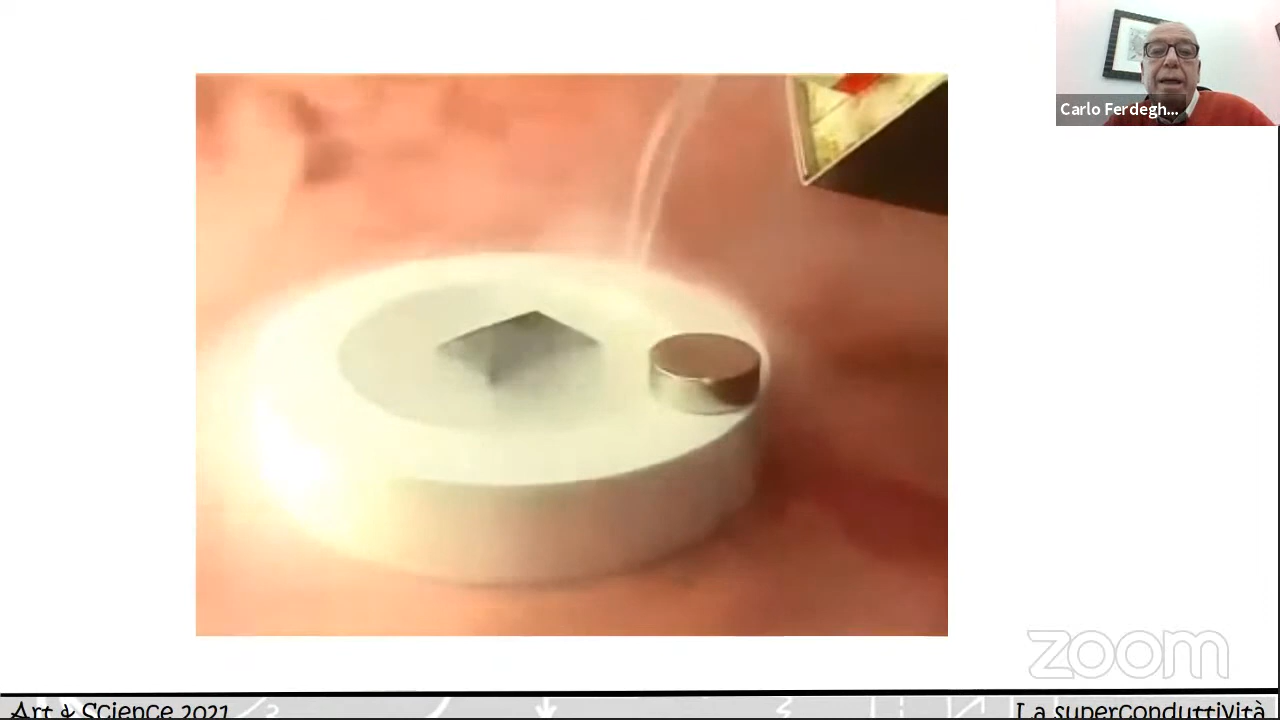 Carlo Ferdegh...
zoom
Art & Science 2021
La superconduttività